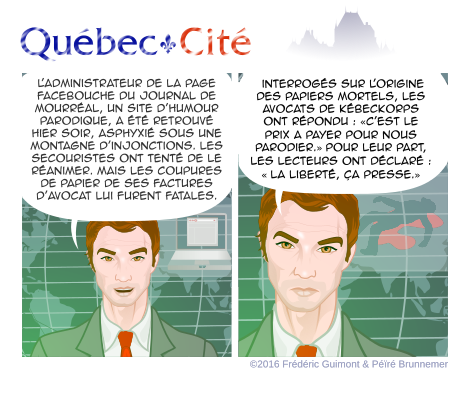 Québec Cité
L'ADMINISTRATEUR DE LA PAGE
FACEBOUCHE DU JOURNAL DE
MOURRÉAL, UN SITE D'HUMOUR
PARODIQUE, A ÉTÉ RETROUVÉ
HIER SOIR, ASPHYXIÉ SOUS UNE
MONTAGNE D'INJONCTIONS. LES
SECOURISTES ONT TENTÉ DE LE
RÉANIMER. MAIS LES COUPURES
DE PAPIER DE SES FACTURES
D'AVOCAT LUI FURENT FATALES.
INTERROGÉS SUR L'ORIGINE
DES PAPIERS MORTELS, LES
AVOCATS DE KÉBECKORPS
ONT RÉPONDU : «C'EST LE
PRIX A PAYER POUR NOUS
PARODIER.» POUR LEUR PART,
LES LECTEURS ONT DÉCLARÉ :
« LA LIBERTÉ, ÇA PRESSE.»
©2016 Frédéric Guimont & Péïré Brunnemer